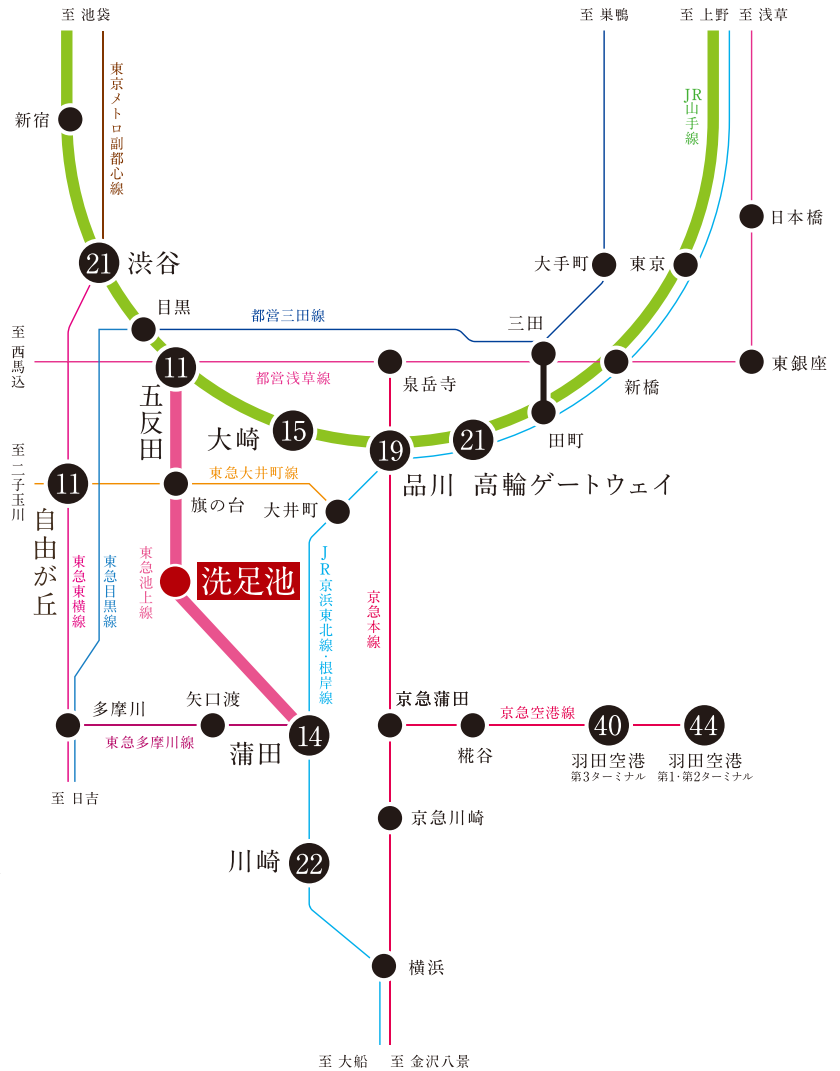 至 池袋
至 巣鴨
至 上野
至 浅草
東京メトロ副都心線
JR山手線
新宿
日本橋
21
渋谷
大手町
東京
目黒
都営三田線
三田
至 西馬込
11
都営浅草線
泉岳寺
新橋
東銀座
五反田
大崎
15
19
21
田町
至 二子玉川
11
東急大井町線
品川
高輪ゲートウェイ
旗の台
大井町
自由が丘
東急東横線
東急目黒線
東急池上線
洗足池
JR京浜東北線・根岸線
京急本線
多摩川
矢口渡
京急蒲田
京急空港線
東急多摩川線
14
蒲田
糀谷
40
44
羽田空港
第3ターミナル
羽田空港
第1・第2ターミナル
至 日吉
京急川崎
川崎
22
横浜
至 大船
至 金沢八景